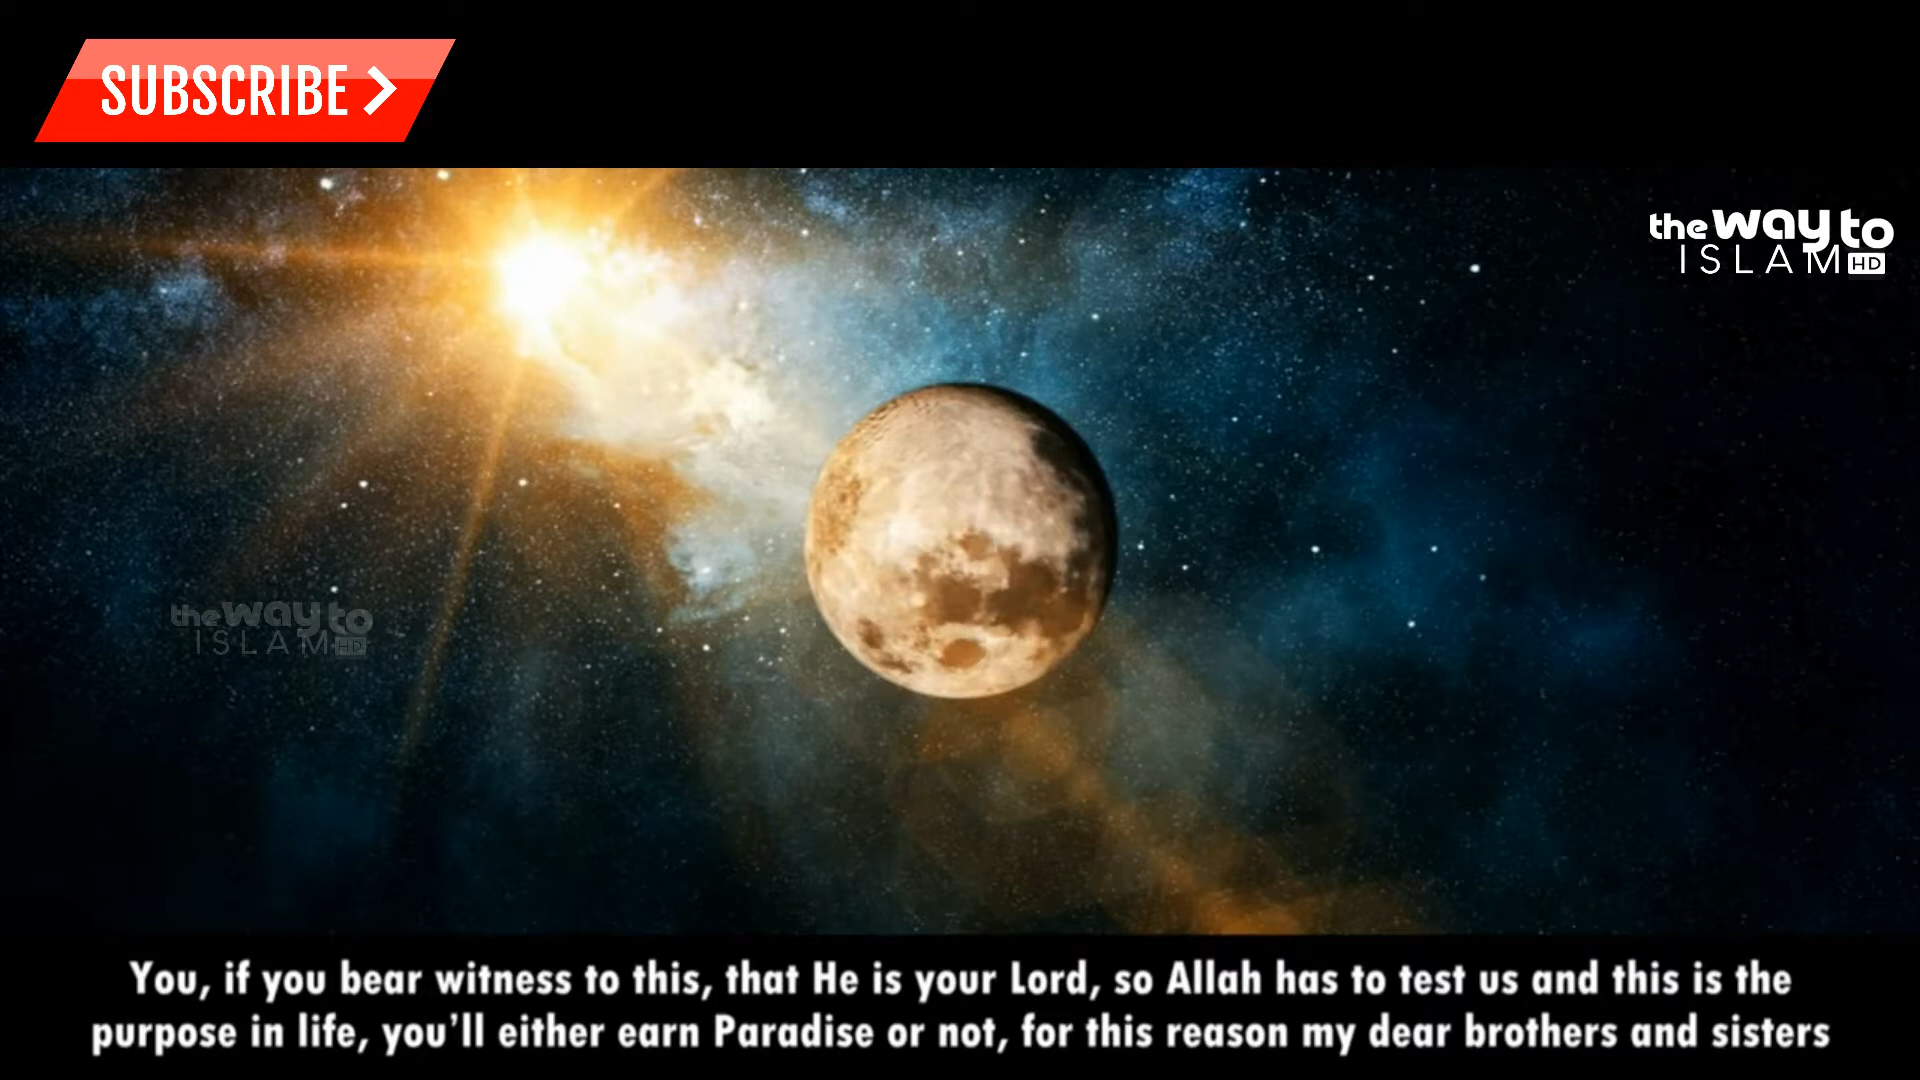 SUBSCRIBE >
the way to
ISLAM HD
the way to
ISLAM HD
You, if you bear witness to this, that He is your Lord, so Allah has to test us and this is the
purpose in life, you’ll either earn Paradise or not, for this reason my dear brothers and sisters